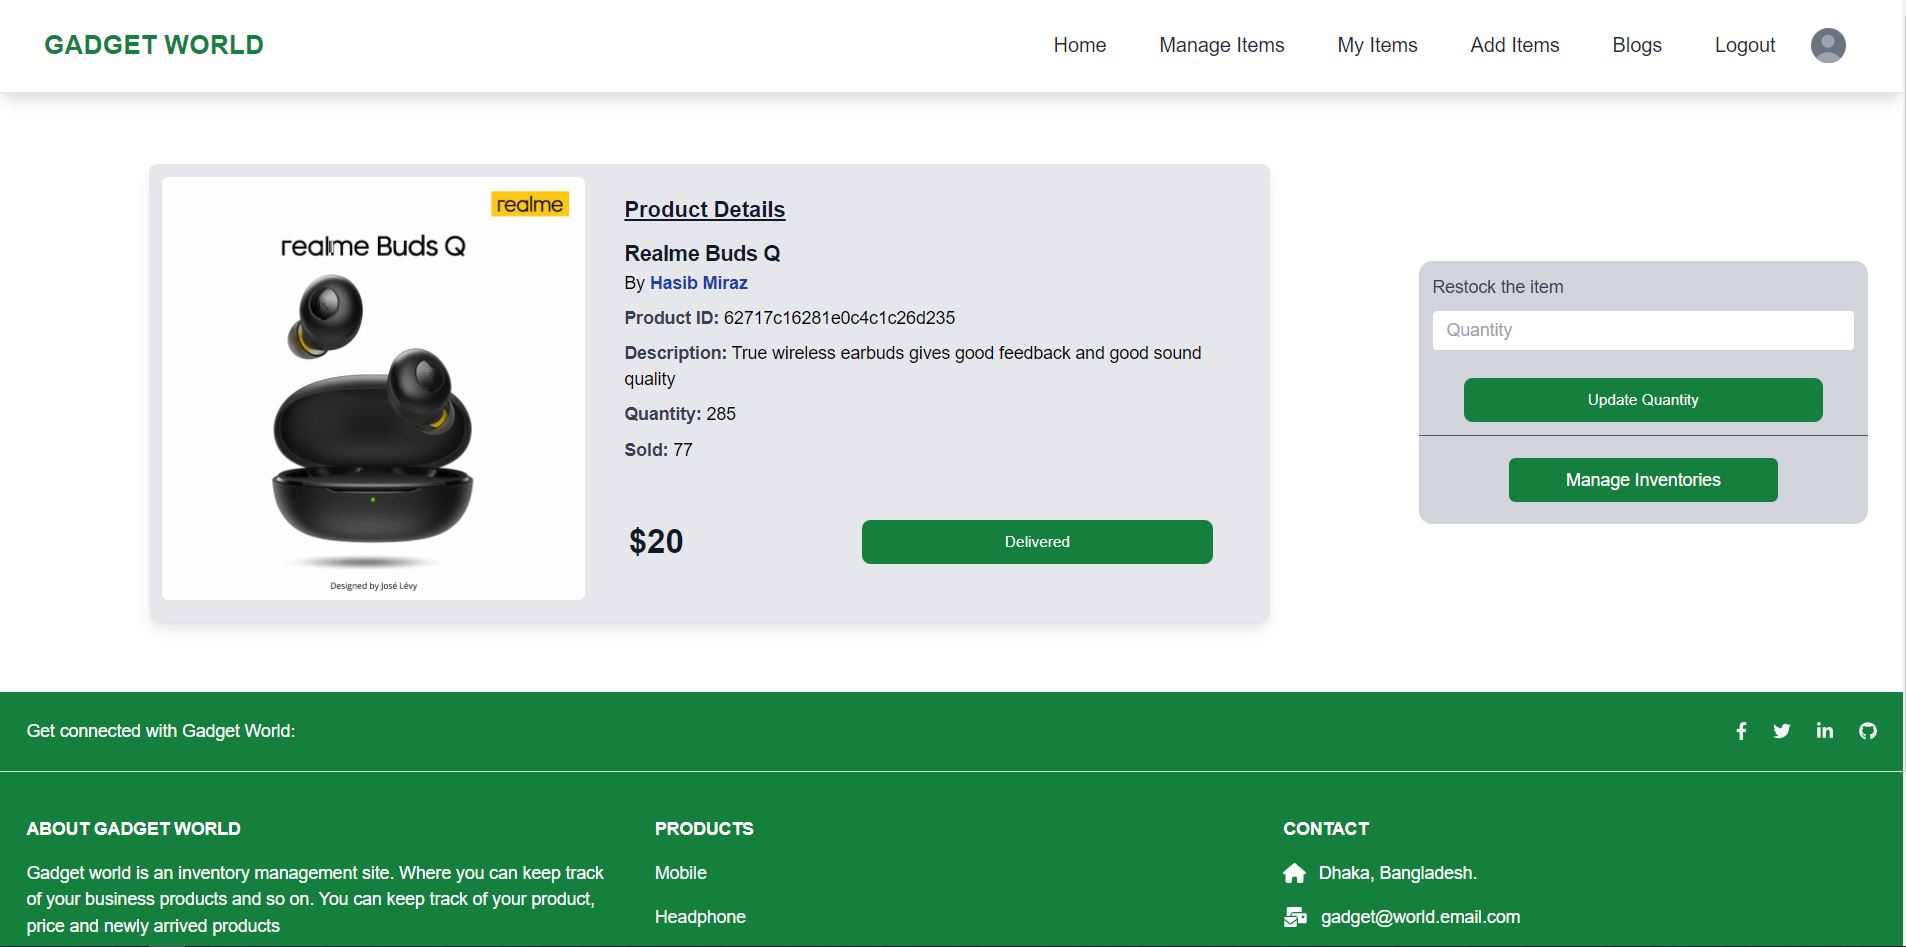 GADGET WORLD
Home
Manage Items
My Items
Add Items
Blogs
Logout
realme
realme Buds Q
Designed by José Lévy
Product Details
Realme Buds Q
By Hasib Miraz
Product ID: 62717c16281e0c4c1c26d235
Description: True wireless earbuds gives good feedback and good sound
quality
Quantity: 285
Sold: 77
$20
Delivered
Restock the item
Quantity
Update Quantity
Manage Inventories
Get connected with Gadget World:
ABOUT GADGET WORLD
Gadget world is an inventory management site. Where you can keep track
of your business products and so on. You can keep track of your product,
price and newly arrived products
PRODUCTS
Mobile
Headphone
CONTACT
Dhaka, Bangladesh.
gadget@world.email.com